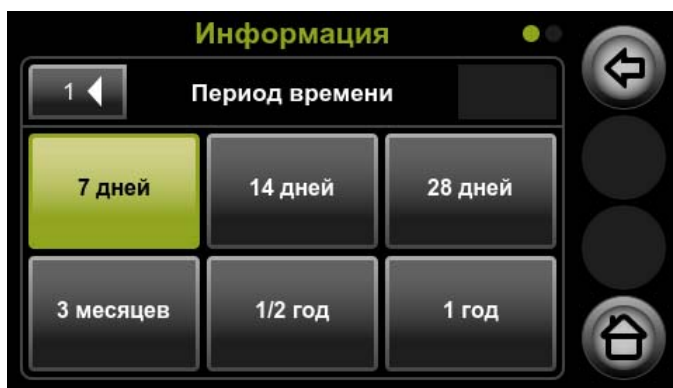 Информация
1
Период времени
7 дней
14 дней
28 дней
3 месяцев
1/2 год
1 год